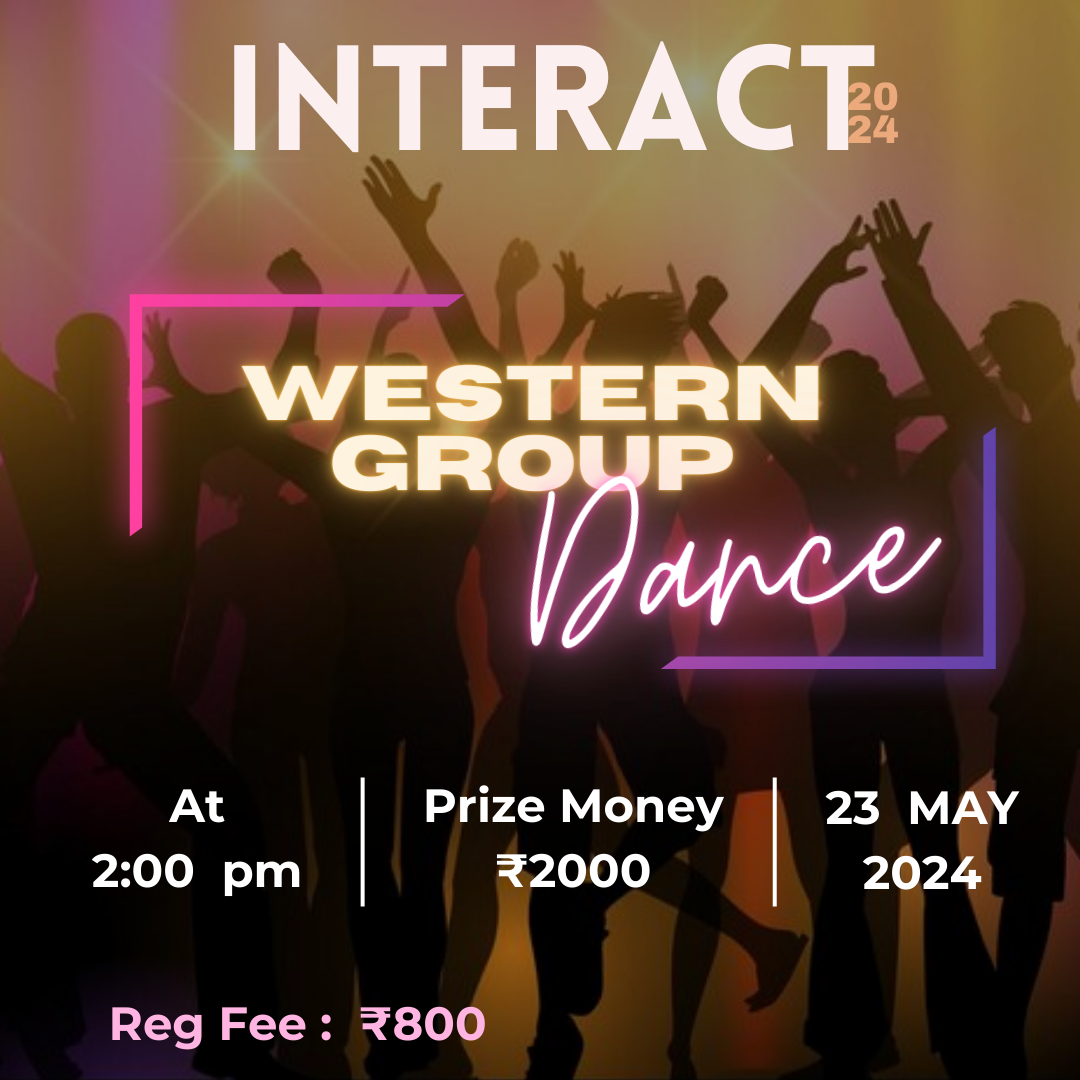 INTERACT
20
24
WESTERN
GROUP
Dance
At
2:00 pm
Prize Money
₹2000
23 MAY
2024
Reg Fee : ₹800